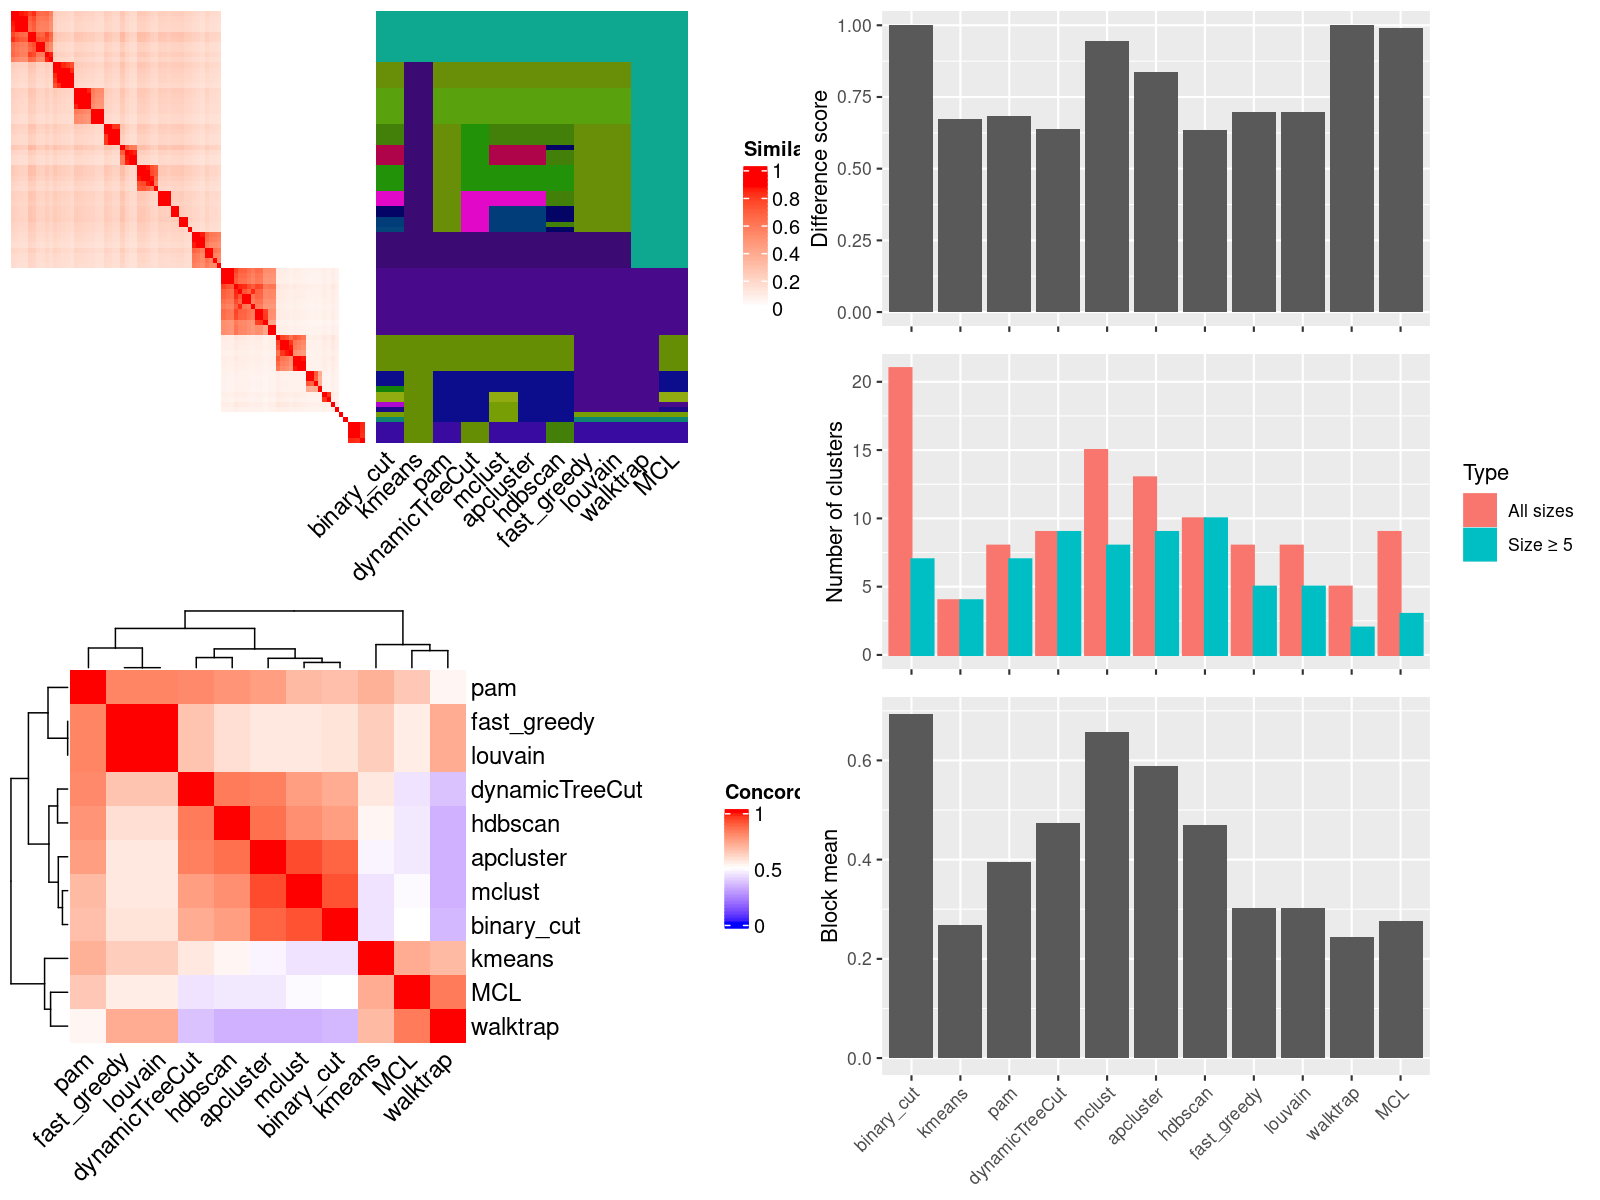 Simila
1
0.8
0.6
0.4
0.2
0
binary_cut
kmeans
pam
dynamicTreeCut
mclust
apcluster
hdbscan
fast_greedy
louvain
walktrap
MCL
pam
fast_greedy
louvain
dynamicTreeCut
hdbscan
apcluster
mclust
binary_cut
kmeans
MCL
walktrap
pam
fast_greedy
louvain
dynamicTreeCut
hdbscan
apcluster
mclust
binary_cut
kmeans
MCL
walktrap
Concord
1
0.5
0
Difference score
1.00
0.75
0.50
0.25
0.00
Number of clusters
20
15
10
5
0
Type
All sizes
Size ≥ 5
Block mean
0.6
0.4
0.2
0.0
binary_cut
kmeans
pam
dynamicTreeCut
mclust
apcluster
hdbscan
fast_greedy
louvain
walktrap
MCL